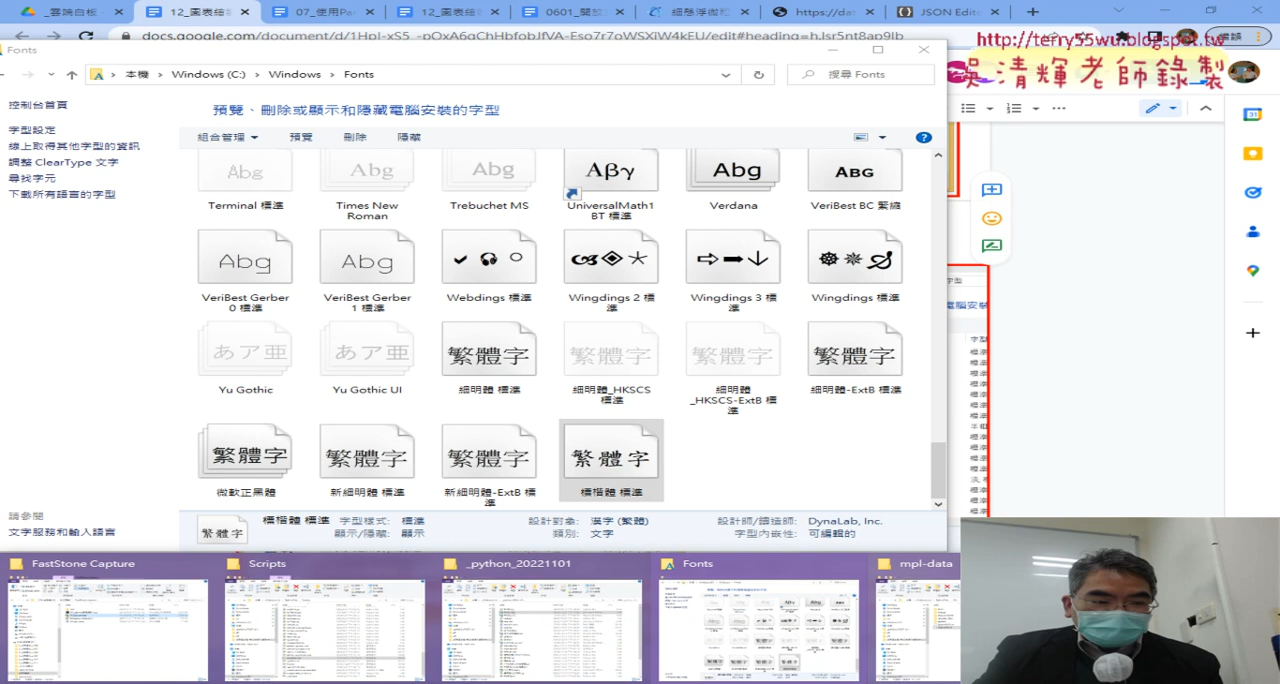 _雲端白板
12_圖表細
07_使用Pa
12_圖表細
0601_開放
細懸浮微粒
https://da
JSON Edit
docs.google.com/document/d/1HpI-xS5_-pOxA6qChHbfobJfVA-Eso7r7oWSXiW4kEU/edit#heading=h.lsr5nt8ap9lb
http://terry55wu.blogspot.tw
吳清輝老師錄製
Fonts
本機 > Windows (C:) > Windows > Fonts
搜尋 Fonts
控制台首頁
字型設定
線上取得其他字型的資訊
調整 ClearType 文字
尋找字元
下載所有語言的字型
預覽、刪除或顯示和隱藏電腦安裝的字型
組合管理
預覽
刪除
隱藏
Abg
Abg
Abg
Αβγ
Abg
ABG
Terminal 標準
Times New Roman
Trebuchet MS
UniversalMath1 BT 標準
Verdana
VeriBest BC 繁縮
Abg
Abg
VeriBest Gerber 0 標準
VeriBest Gerber 1 標準
Webdings 標準
Wingdings 2 標準
Wingdings 3 標準
Wingdings 標準
あア亜
あア亜
繁體字
繁體字
繁體字
繁體字
Yu Gothic
Yu Gothic UI
細明體 標準
細明體_HKSCS 標準
細明體_HKSCS-ExtB 標準
細明體-ExtB 標準
繁體字
繁體字
繁體字
繁體字
微軟正黑體
新細明體 標準
新細明體-ExtB 標準
標楷體 標準
請參閱
文字服務和輸入語言
繁體字
標楷體 標準
字型樣式: 標準
設計對象: 漢字 (繁體)
設計師/鑄造師: DynaLab, Inc.
顯示/隱藏: 顯示
類別: 文字
字型內嵌性: 可編輯的
FastStone Capture
Scripts
_python_20221101
Fonts
mpl-data